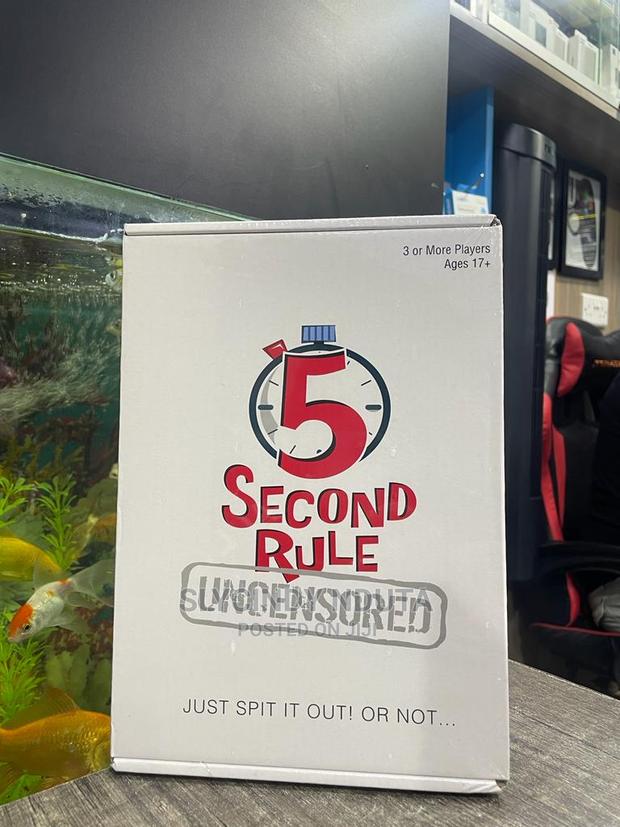 3 or More Players
Ages 17+
5
SECOND
RULE
UNCENSORED
POSTED ON JIJI
JUST SPIT IT OUT! OR NOT...